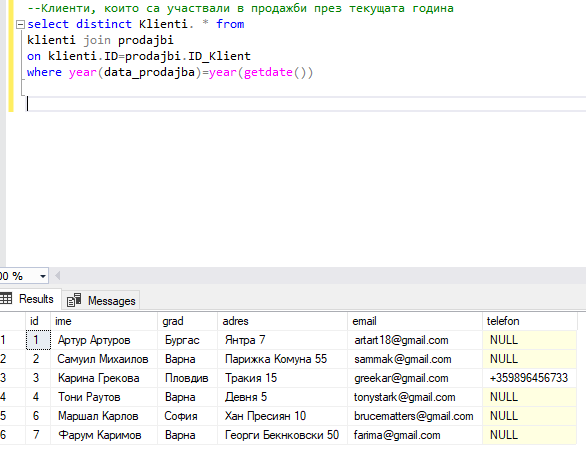 --Клиенти, които са участвали в продажби през текущата година
select distinct Klienti. * from
klienti join prodajbi
on klienti.ID=prodajbi.ID_Klient
where year(data_prodajba)=year(getdate())
00 %
Results Messages
id ime grad adres email telefon
1 1 Артур Артуров Бургас Янтра 7 artart18@gmail.com NULL
2 2 Самуил Михаилов Варна Парижка Комуна 55 sammak@gmail.com NULL
3 3 Карина Грекова Пловдив Тракия 15 greekar@gmail.com +359896456733
4 4 Тони Раутов Варна Девня 5 tonystark@gmail.com NULL
5 6 Маршал Карлов София Хан Пресиян 10 brucematters@gmail.com NULL
6 7 Фарум Каримов Варна Георги Бекнковски 50 farima@gmail.com NULL